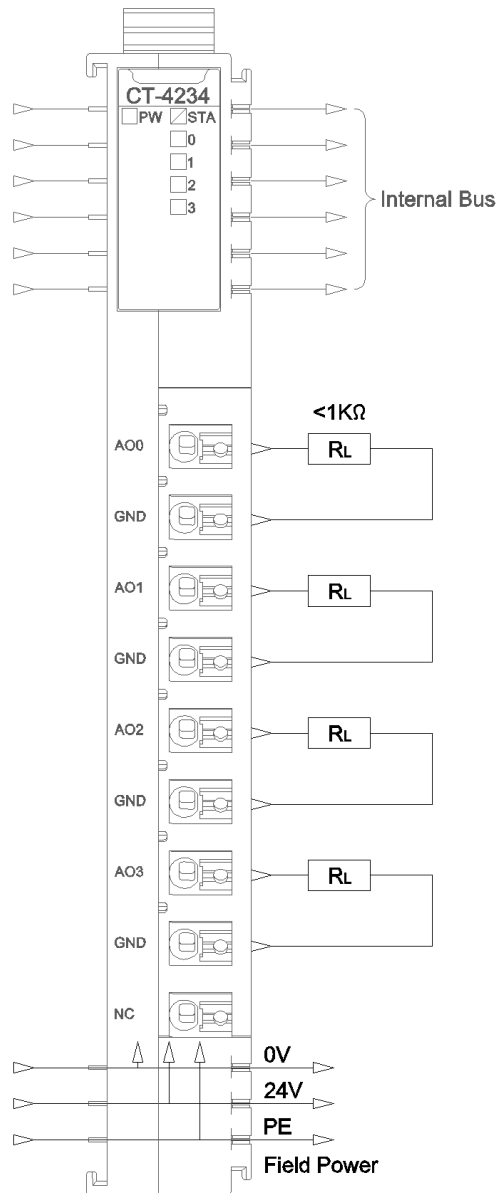 CT-4234
PW STA
0
1
2
3
Internal Bus
<1KΩ
AO0 RL
GND
AO1 RL
GND
AO2 RL
GND
AO3 RL
GND
NC
0V
24V
PE
Field Power